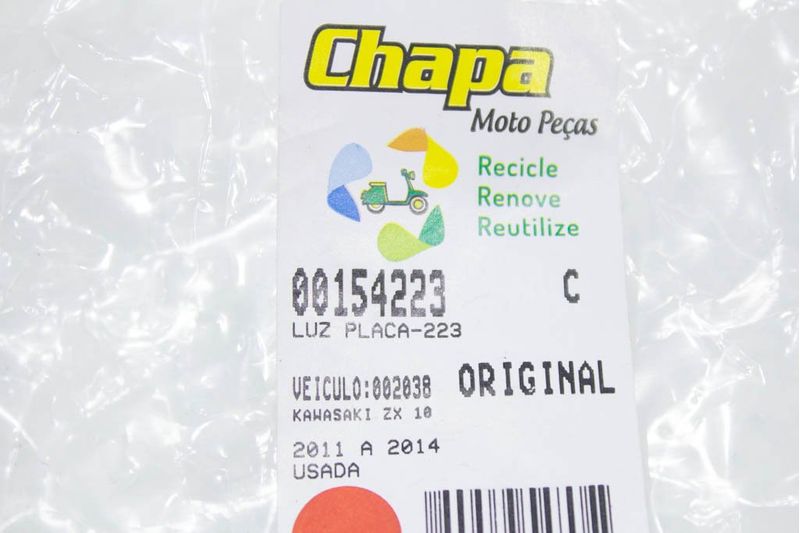 Chapa
Moto Peças
Recicle
Renove
Reutilize
00154223 C
LUZ PLACA-223
VEICULO:002038 ORIGINAL
KAWASAKI ZX 10
2011 A 2014
USADA